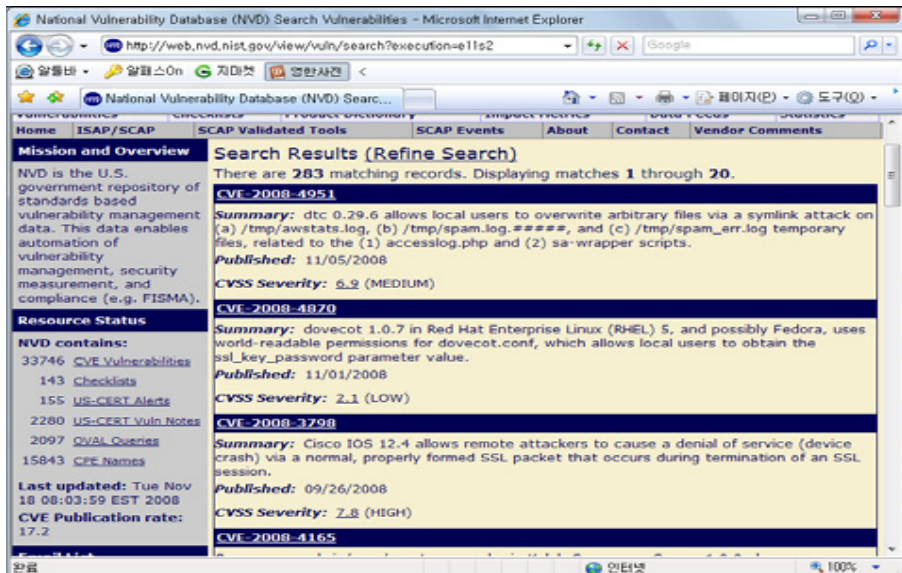 National Vulnerability Database (NVD) Search Vulnerabilities - Microsoft Internet Explorer
http://web.nvd.nist.gov/view/vuln/search?execution=e11s2
Google
알툴바
알패스On
지마켓
영한사전
National Vulnerability Database (NVD) Searc...
페이지(P)
도구(O)
Vulnerabilities Checklists Product Dictionary Impact Metrics Data Feeds Statistics
Home ISAP/SCAP SCAP Validated Tools SCAP Events About Contact Vendor Comments
Mission and Overview
NVD is the U.S.
government repository of
standards based
vulnerability management
data. This data enables
automation of
vulnerability
management, security
measurement, and
compliance (e.g. FISMA).
Resource Status
NVD contains:
33746 CVE Vulnerabilities
143 Checklists
155 US-CERT Alerts
2280 US-CERT Vuln Notes
2097 OVAL Queries
15843 CPE Names
Last updated: Tue Nov
18 08:03:59 EST 2008
CVE Publication rate:
17.2
Search Results (Refine Search)
There are 283 matching records. Displaying matches 1 through 20.
CVE-2008-4951
Summary: dtc 0.29.6 allows local users to overwrite arbitrary files via a symlink attack on
(a) /tmp/awstats.log, (b) /tmp/spam.log.#####, and (c) /tmp/spam_err.log temporary
files, related to the (1) accesslog.php and (2) sa-wrapper scripts.
Published: 11/05/2008
CVSS Severity: 6.9 (MEDIUM)
CVE-2008-4870
Summary: dovecot 1.0.7 in Red Hat Enterprise Linux (RHEL) 5, and possibly Fedora, uses
world-readable permissions for dovecot.conf, which allows local users to obtain the
ssl_key_password parameter value.
Published: 11/01/2008
CVSS Severity: 2.1 (LOW)
CVE-2008-3798
Summary: Cisco IOS 12.4 allows remote attackers to cause a denial of service (device
crash) via a normal, properly formed SSL packet that occurs during termination of an SSL
session.
Published: 09/26/2008
CVSS Severity: 7.8 (HIGH)
CVE-2008-4165
완료
인터넷
100%